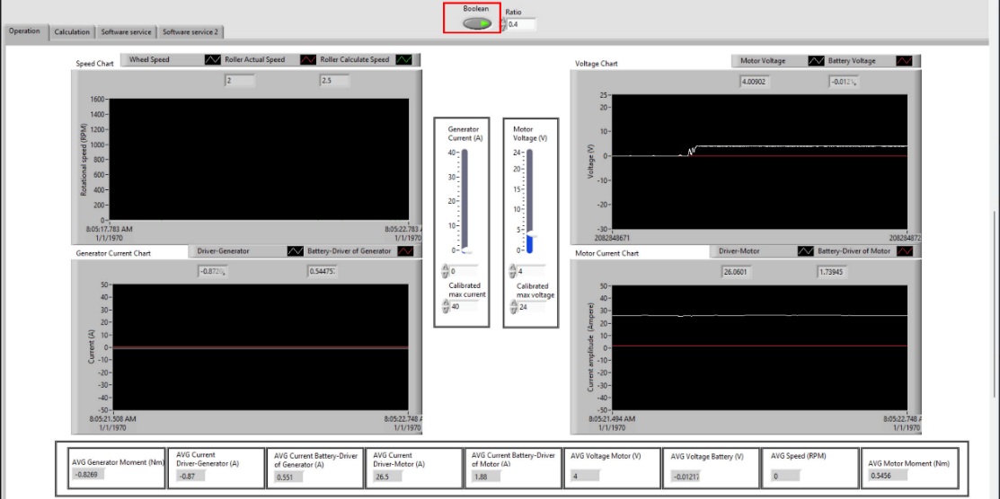 Boolean
Ratio
0.4
Operation
Calculation
Software service
Software service 2
Speed Chart
Wheel Speed
Roller Actual Speed
Roller Calculate Speed
2
2.5
Rotational speed (RPM)
1600
1400
1200
1000
800
600
400
200
0
8:05:17.783 AM
1/1/1970
8:05:22.783
1/1/1970
Generator Current Chart
Driver-Generator
Battery-Driver of Generator
-0.872
0.54475
Current (A)
50
40
30
20
10
0
-10
-20
-30
-40
-50
8:05:21.508 AM
1/1/1970
8:05:22.748
1/1/1970
Generator
Current (A)
40
30
20
10
0
0
Calibrated
max current
40
Motor
Voltage (V)
24
20
15
10
5
0
4
Calibrated
max voltage
24
Voltage Chart
Motor Voltage
Battery Voltage
4.00902
-0.0121
Voltage (V)
25
20
10
0
-10
-20
-30
2082848671
208284872
Motor Current Chart
Driver-Motor
Battery-Driver of Motor
26.0601
1.73945
Current amplitude (Ampere)
50
40
30
20
10
0
-10
-20
-30
-40
-50
8:05:21.494 AM
1/1/1970
8:05:22.748
1/1/1970
AVG Generator Moment (Nm)
-0.8269
AVG Current
Driver-Generator (A)
-0.87
AVG Current Battery-Driver
of Generator (A)
0.551
AVG Current
Driver-Motor (A)
26.5
AVG Current Battery-Driver
of Motor (A)
1.88
AVG Voltage Motor (V)
4
AVG Voltage Battery (V)
-0.0121
AVG Speed (RPM)
0
AVG Motor Moment (Nm)
0.5456